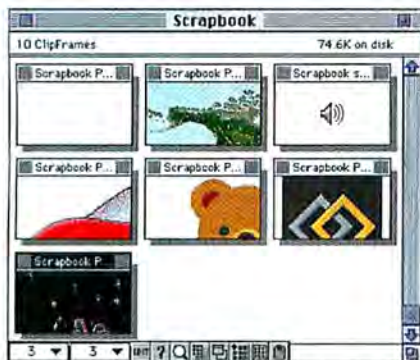 Scrapbook
10 ClipFrames 74.6K on disk
Scrapbook P... Scrapbook P... Scrapbook s...
Scrapbook P... Scrapbook P... Scrapbook P...
Scrapbook P...
3 3 ?